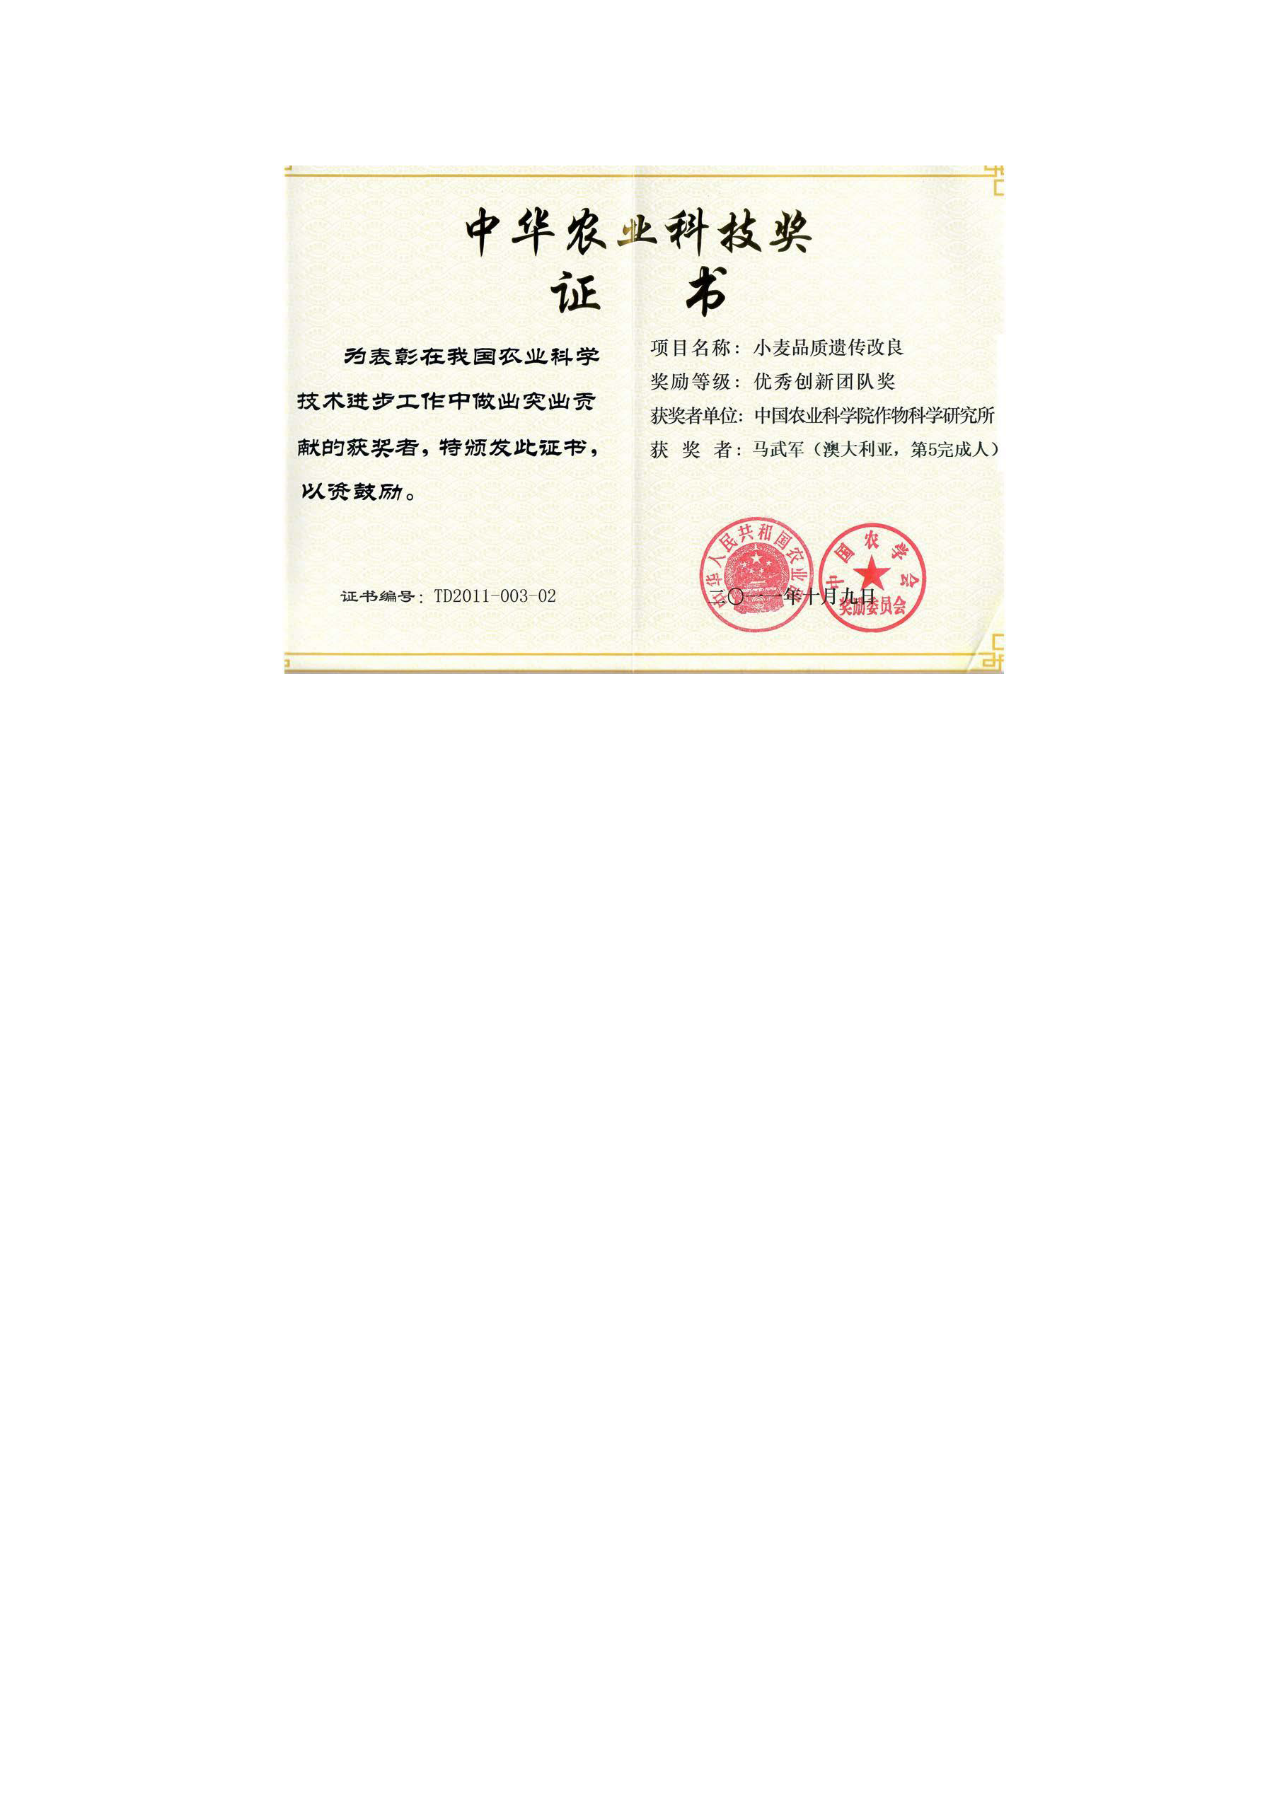 中华农业科技奖
证 书
为表彰在我国农业科学
技术进步工作中做出突出贡
献的获奖者，特颁发此证书，
以资鼓励。
证书编号：TD2011-003-02
项目名称：小麦品质遗传改良
奖励等级：优秀创新团队奖
获奖者单位：中国农业科学院作物科学研究所
获 奖 者：马武军（澳大利亚，第5完成人）
中华人民共和国农业部
中国农学会
奖励委员会
二〇一一年十月九日